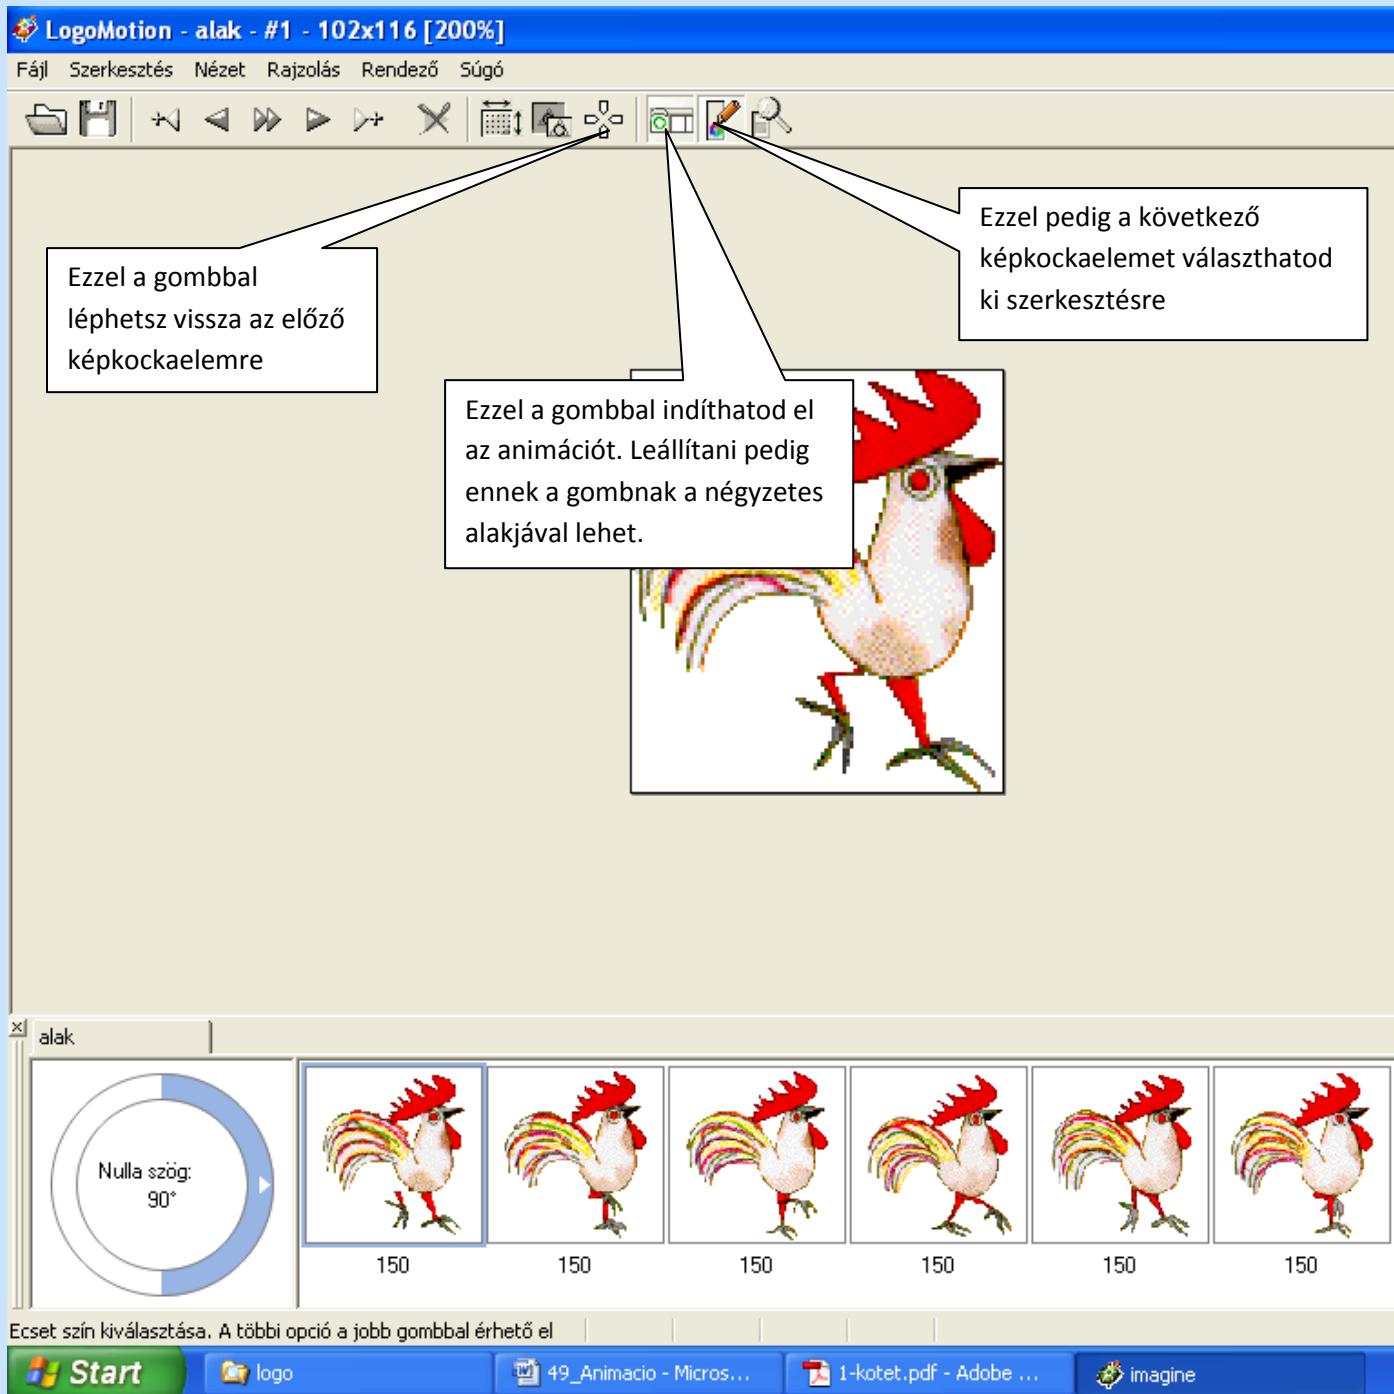 LogoMotion - alak - #1 - 102x116 [200%]
Fájl Szerkesztés Nézet Rajzolás Rendező Súgó
Ezzel a gombbal
léphetsz vissza az előző
képkockaelemre
Ezzel a gombbal indíthatod el
az animációt. Leállítani pedig
ennek a gombnak a négyzetes
alakjával lehet.
Ezzel pedig a következő
képkockaelemet választhatod
ki szerkesztésre
alak
Nulla szög:
90°
150 150 150 150 150 150
Ecset szín kiválasztása. A többi opció a jobb gombbal érhető el
Start logo 49_Animacio - Micros... 1-kotet.pdf - Adobe ... imagine